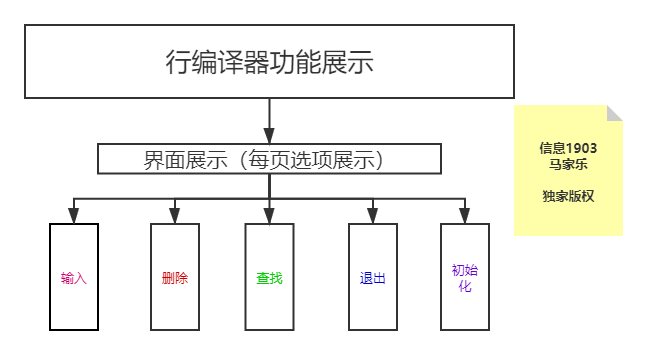 行编译器功能展示
界面展示（每页选项展示）
信息1903
马家乐
独家版权
输入
删除
查找
退出
初始
化